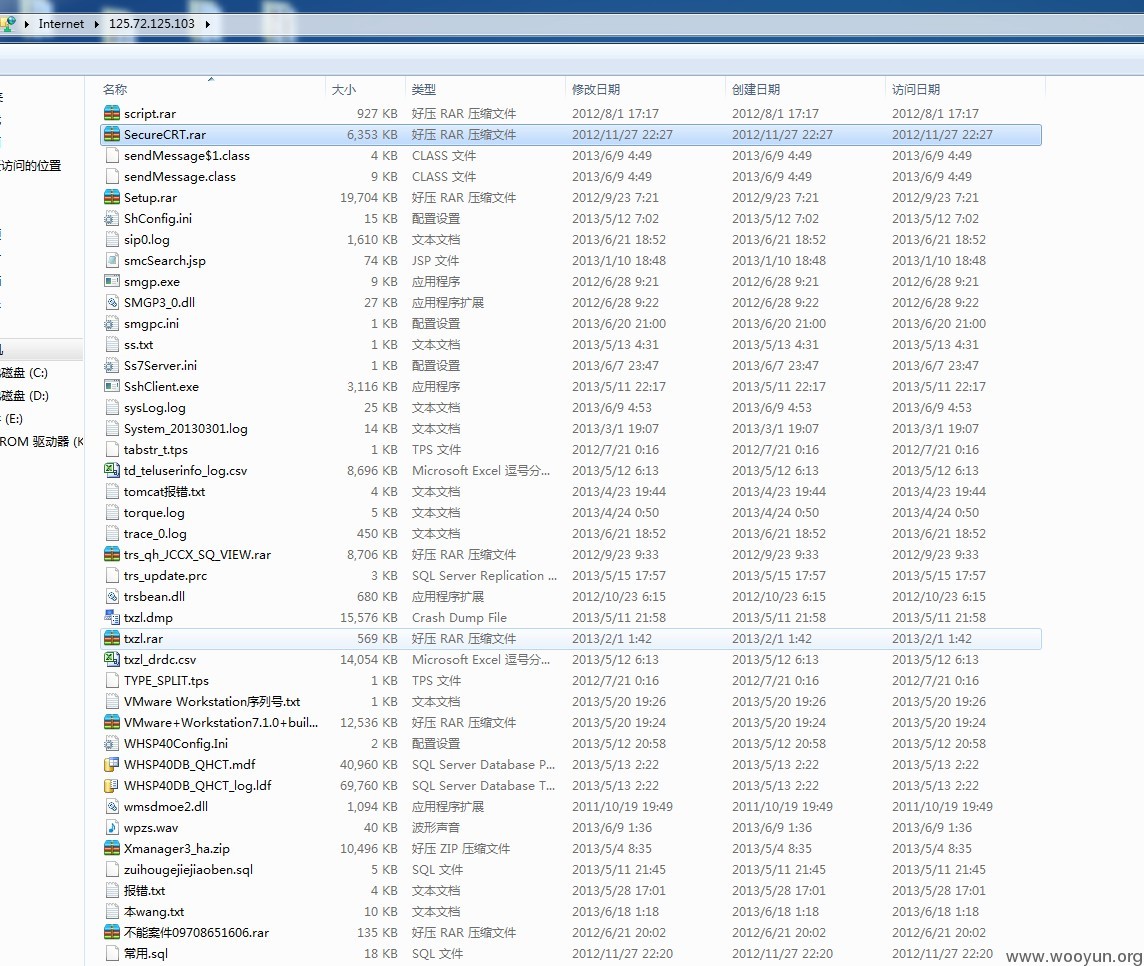 Internet 125.72.125.103
名称 大小 类型 修改日期 创建日期 访问日期
script.rar 927 KB 好压 RAR 压缩文件 2012/8/1 17:17 2012/8/1 17:17 2012/8/1 17:17
SecureCRT.rar 6,353 KB 好压 RAR 压缩文件 2012/11/27 22:27 2012/11/27 22:27 2012/11/27 22:27
sendMessage$1.class 4 KB CLASS 文件 2013/6/9 4:49 2013/6/9 4:49 2013/6/9 4:49
访问的位置
sendMessage.class 9 KB CLASS 文件 2013/6/9 4:49 2013/6/9 4:49 2013/6/9 4:49
Setup.rar 19,704 KB 好压 RAR 压缩文件 2012/9/23 7:21 2012/9/23 7:21 2012/9/23 7:21
ShConfig.ini 15 KB 配置设置 2013/5/12 7:02 2013/5/12 7:02 2013/5/12 7:02
sip0.log 1,610 KB 文本文档 2013/6/21 18:52 2013/6/21 18:52 2013/6/21 18:52
smcSearch.jsp 74 KB JSP 文件 2013/1/10 18:48 2013/1/10 18:48 2013/1/10 18:48
smgp.exe 9 KB 应用程序 2012/6/28 9:21 2012/6/28 9:21 2012/6/28 9:21
SMGP3_0.dll 27 KB 应用程序扩展 2012/6/28 9:22 2012/6/28 9:22 2012/6/28 9:22
smgpc.ini 1 KB 配置设置 2013/6/20 21:00 2013/6/20 21:00 2013/6/20 21:00
ss.txt 1 KB 文本文档 2013/5/13 4:31 2013/5/13 4:31 2013/5/13 4:31
Ss7Server.ini 1 KB 配置设置 2013/6/7 23:47 2013/6/7 23:47 2013/6/7 23:47
磁盘 (C:)
SshClient.exe 3,116 KB 应用程序 2013/5/11 22:17 2013/5/11 22:17 2013/5/11 22:17
磁盘 (D:)
sysLog.log 25 KB 文本文档 2013/6/9 4:53 2013/6/9 4:53 2013/6/9 4:53
(E:)
System_20130301.log 14 KB 文本文档 2013/3/1 19:07 2013/3/1 19:07 2013/3/1 19:07
ROM 驱动器 (K
tabstr_t.tps 1 KB TPS 文件 2012/7/21 0:16 2012/7/21 0:16 2012/7/21 0:16
td_teluserinfo_log.csv 8,696 KB Microsoft Excel 逗号分... 2013/5/12 6:13 2013/5/12 6:13 2013/5/12 6:13
tomcat报错.txt 4 KB 文本文档 2013/4/23 19:44 2013/4/23 19:44 2013/4/23 19:44
torque.log 5 KB 文本文档 2013/4/24 0:50 2013/4/24 0:50 2013/4/24 0:50
trace_0.log 450 KB 文本文档 2013/6/21 18:52 2013/6/21 18:52 2013/6/21 18:52
trs_qh_JCCX_SQ_VIEW.rar 8,706 KB 好压 RAR 压缩文件 2012/9/23 9:33 2012/9/23 9:33 2012/9/23 9:33
trs_update.prc 3 KB SQL Server Replication ... 2013/5/15 17:57 2013/5/15 17:57 2013/5/15 17:57
trsbean.dll 680 KB 应用程序扩展 2012/10/23 6:15 2012/10/23 6:15 2012/10/23 6:15
txzl.dmp 15,576 KB Crash Dump File 2013/5/11 21:58 2013/5/11 21:58 2013/5/11 21:58
txzl.rar 569 KB 好压 RAR 压缩文件 2013/2/1 1:42 2013/2/1 1:42 2013/2/1 1:42
txzl_drdc.csv 14,054 KB Microsoft Excel 逗号分... 2013/5/12 6:13 2013/5/12 6:13 2013/5/12 6:13
TYPE_SPLIT.tps 1 KB TPS 文件 2012/7/21 0:16 2012/7/21 0:16 2012/7/21 0:16
VMware Workstation序列号.txt 1 KB 文本文档 2013/5/20 19:26 2013/5/20 19:26 2013/5/20 19:26
VMware+Workstation7.1.0+buil... 12,536 KB 好压 RAR 压缩文件 2013/5/20 19:24 2013/5/20 19:24 2013/5/20 19:24
WHSP40Config.Ini 2 KB 配置设置 2013/5/12 20:58 2013/5/12 20:58 2013/5/12 20:58
WHSP40DB_QHCT.mdf 40,960 KB SQL Server Database P... 2013/5/13 2:22 2013/5/13 2:22 2013/5/13 2:22
WHSP40DB_QHCT_log.ldf 69,760 KB SQL Server Database T... 2013/5/13 2:22 2013/5/13 2:22 2013/5/13 2:22
wmsdmoe2.dll 1,094 KB 应用程序扩展 2011/10/19 19:49 2011/10/19 19:49 2011/10/19 19:49
wpzs.wav 40 KB 波形声音 2013/6/9 1:36 2013/6/9 1:36 2013/6/9 1:36
Xmanager3_ha.zip 10,496 KB 好压 ZIP 压缩文件 2013/5/4 8:35 2013/5/4 8:35 2013/5/4 8:35
zuihougejiejiaoben.sql 5 KB SQL 文件 2013/5/11 21:45 2013/5/11 21:45 2013/5/11 21:45
报错.txt 4 KB 文本文档 2013/5/28 17:01 2013/5/28 17:01 2013/5/28 17:01
本wang.txt 10 KB 文本文档 2013/6/18 1:18 2013/6/18 1:18 2013/6/18 1:18
不能案件09708651606.rar 135 KB 好压 RAR 压缩文件 2012/6/21 20:02 2012/6/21 20:02 2012/6/21 20:02
常用.sql 18 KB SQL 文件 2012/11/27 22:20 2012/11/27 22:20 2012/11/27 22:20
www.wooyun.org